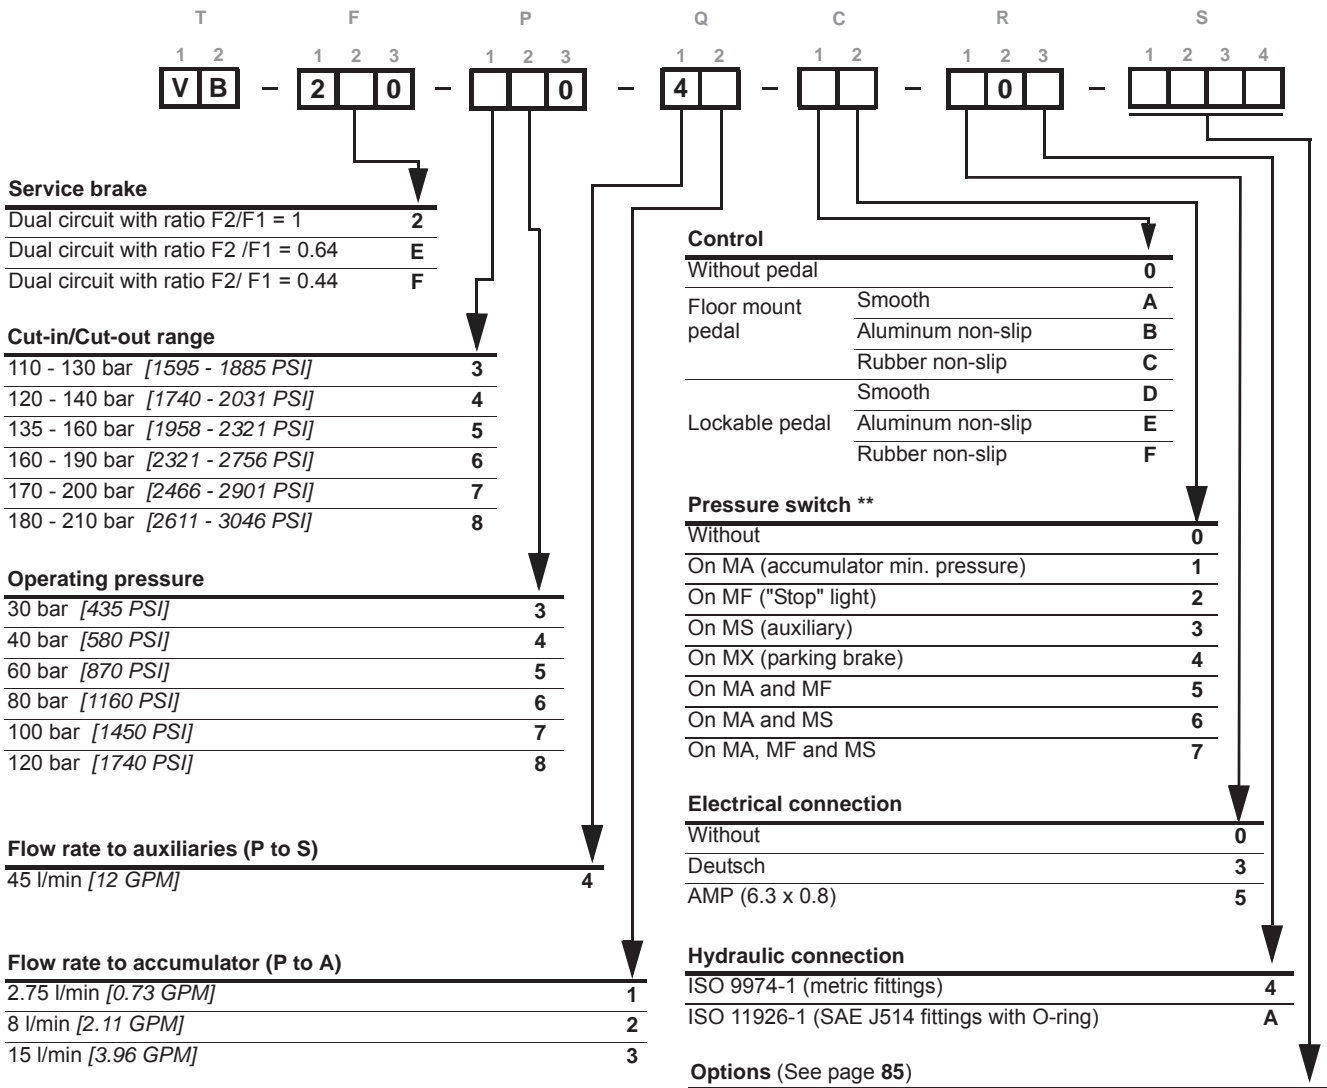 T F P Q C R S
1 2 1 2 3 1 2 3 1 2 1 2 1 2 3 1 2 3 4
V B – 2 0 – 0 – 4 – – 0 –
Service brake
Dual circuit with ratio F2/F1 = 1 2
Dual circuit with ratio F2 /F1 = 0.64 E
Dual circuit with ratio F2/ F1 = 0.44 F
Cut-in/Cut-out range
110 - 130 bar [1595 - 1885 PSI] 3
120 - 140 bar [1740 - 2031 PSI] 4
135 - 160 bar [1958 - 2321 PSI] 5
160 - 190 bar [2321 - 2756 PSI] 6
170 - 200 bar [2466 - 2901 PSI] 7
180 - 210 bar [2611 - 3046 PSI] 8
Operating pressure
30 bar [435 PSI] 3
40 bar [580 PSI] 4
60 bar [870 PSI] 5
80 bar [1160 PSI] 6
100 bar [1450 PSI] 7
120 bar [1740 PSI] 8
Flow rate to auxiliaries (P to S)
45 l/min [12 GPM] 4
Flow rate to accumulator (P to A)
2.75 l/min [0.73 GPM] 1
8 l/min [2.11 GPM] 2
15 l/min [3.96 GPM] 3
Control
Without pedal 0
Floor mount pedal
Smooth A
Aluminum non-slip B
Rubber non-slip C
Lockable pedal
Smooth D
Aluminum non-slip E
Rubber non-slip F
Pressure switch **
Without 0
On MA (accumulator min. pressure) 1
On MF ("Stop" light) 2
On MS (auxiliary) 3
On MX (parking brake) 4
On MA and MF 5
On MA and MS 6
On MA, MF and MS 7
Electrical connection
Without 0
Deutsch 3
AMP (6.3 x 0.8) 5
Hydraulic connection
ISO 9974-1 (metric fittings) 4
ISO 11926-1 (SAE J514 fittings with O-ring) A
Options (See page 85)